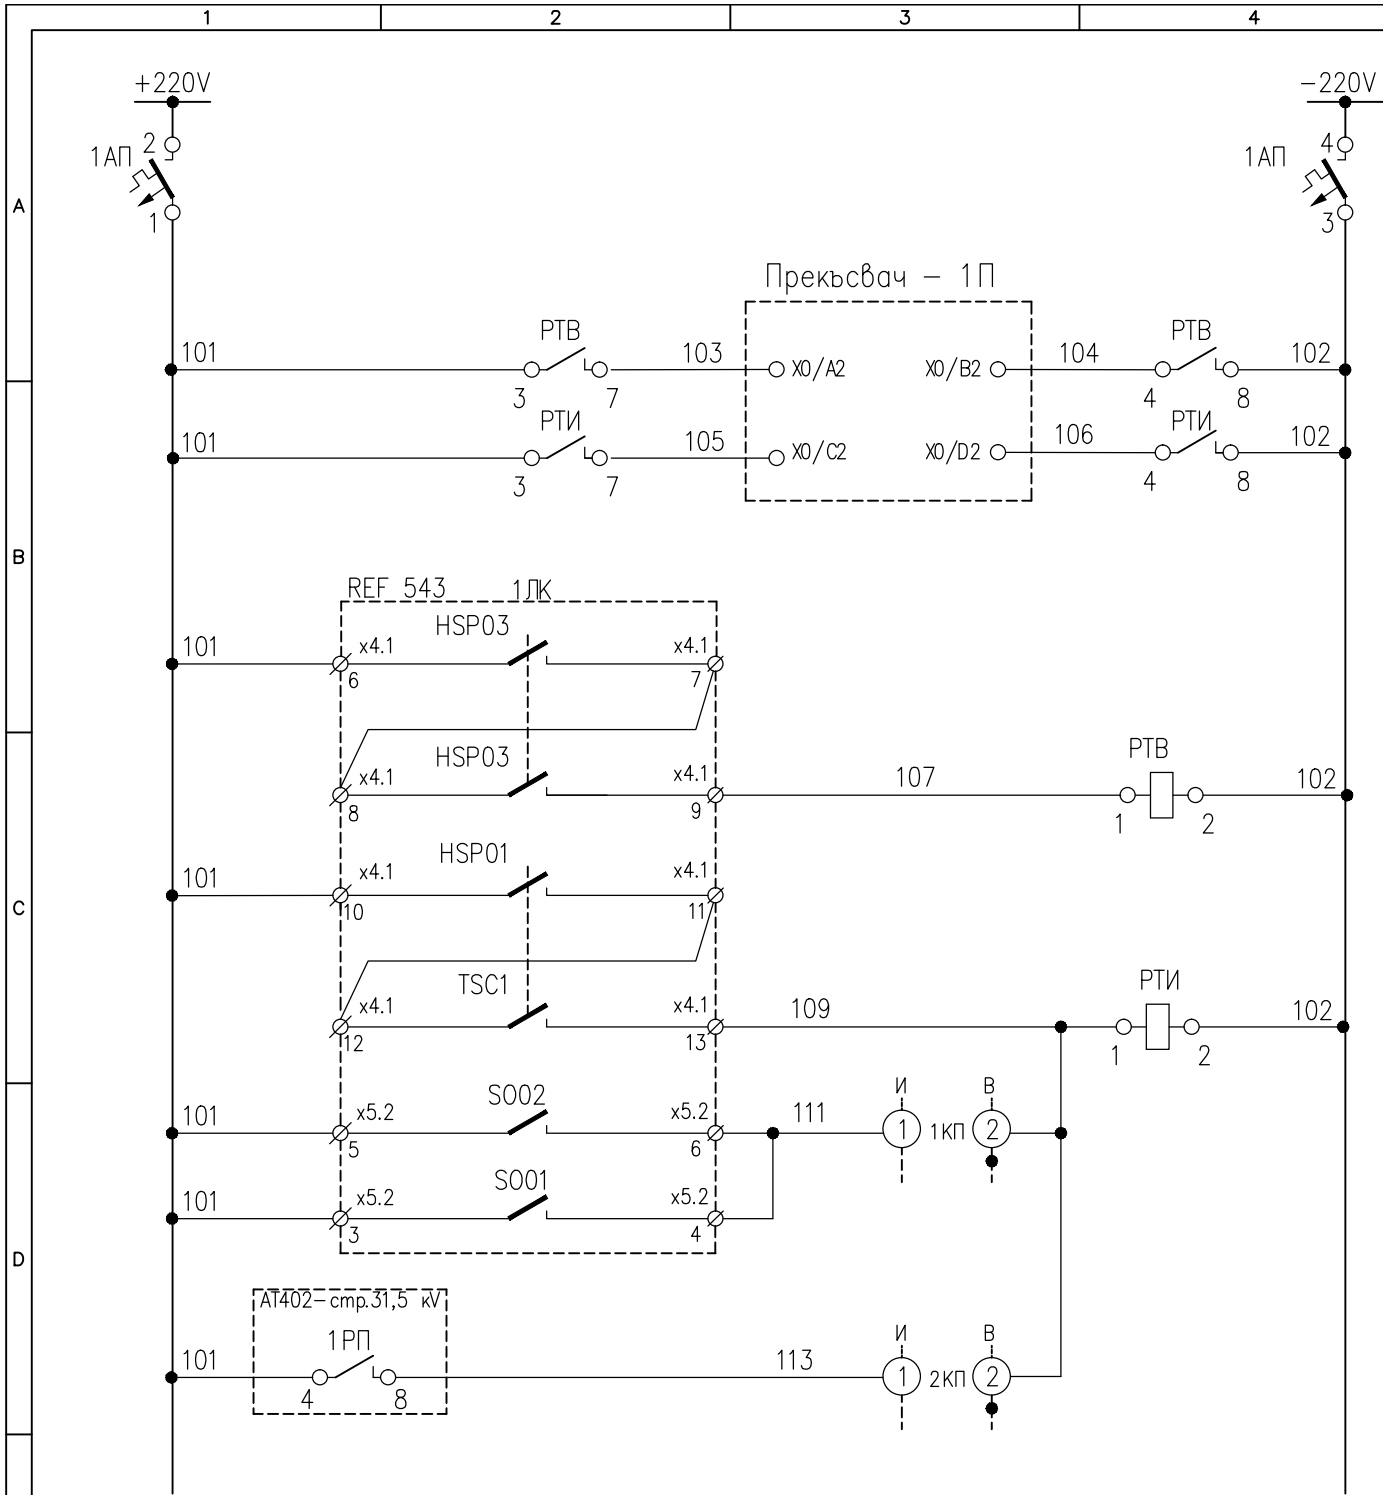 1 2 3 4
+220V -220V
2 4
1АП 1АП
A
1 3
Прекъсвач - 1П
РТВ РТВ
101 103 X0/A2 X0/B2 104 102
3 7 4 8
РТИ РТИ
101 105 X0/C2 X0/D2 106 102
3 7 4 8
B
REF 543 1ЛК
HSP03
101 x4.1 x4.1
6 7
HSP03 РТВ
x4.1 x4.1 107 102
8 9 1 2
HSP01
101 x4.1 x4.1
C
10 11
TSC1 РТИ
x4.1 x4.1 109 102
12 13 1 2
SO02 И В
101 x5.2 x5.2 111
1 1КП 2
5 6
SO01
101 x5.2 x5.2
3 4
D
АТ402-стр.31,5 кV
1РП И В
101 113
1 2КП 2
4 8